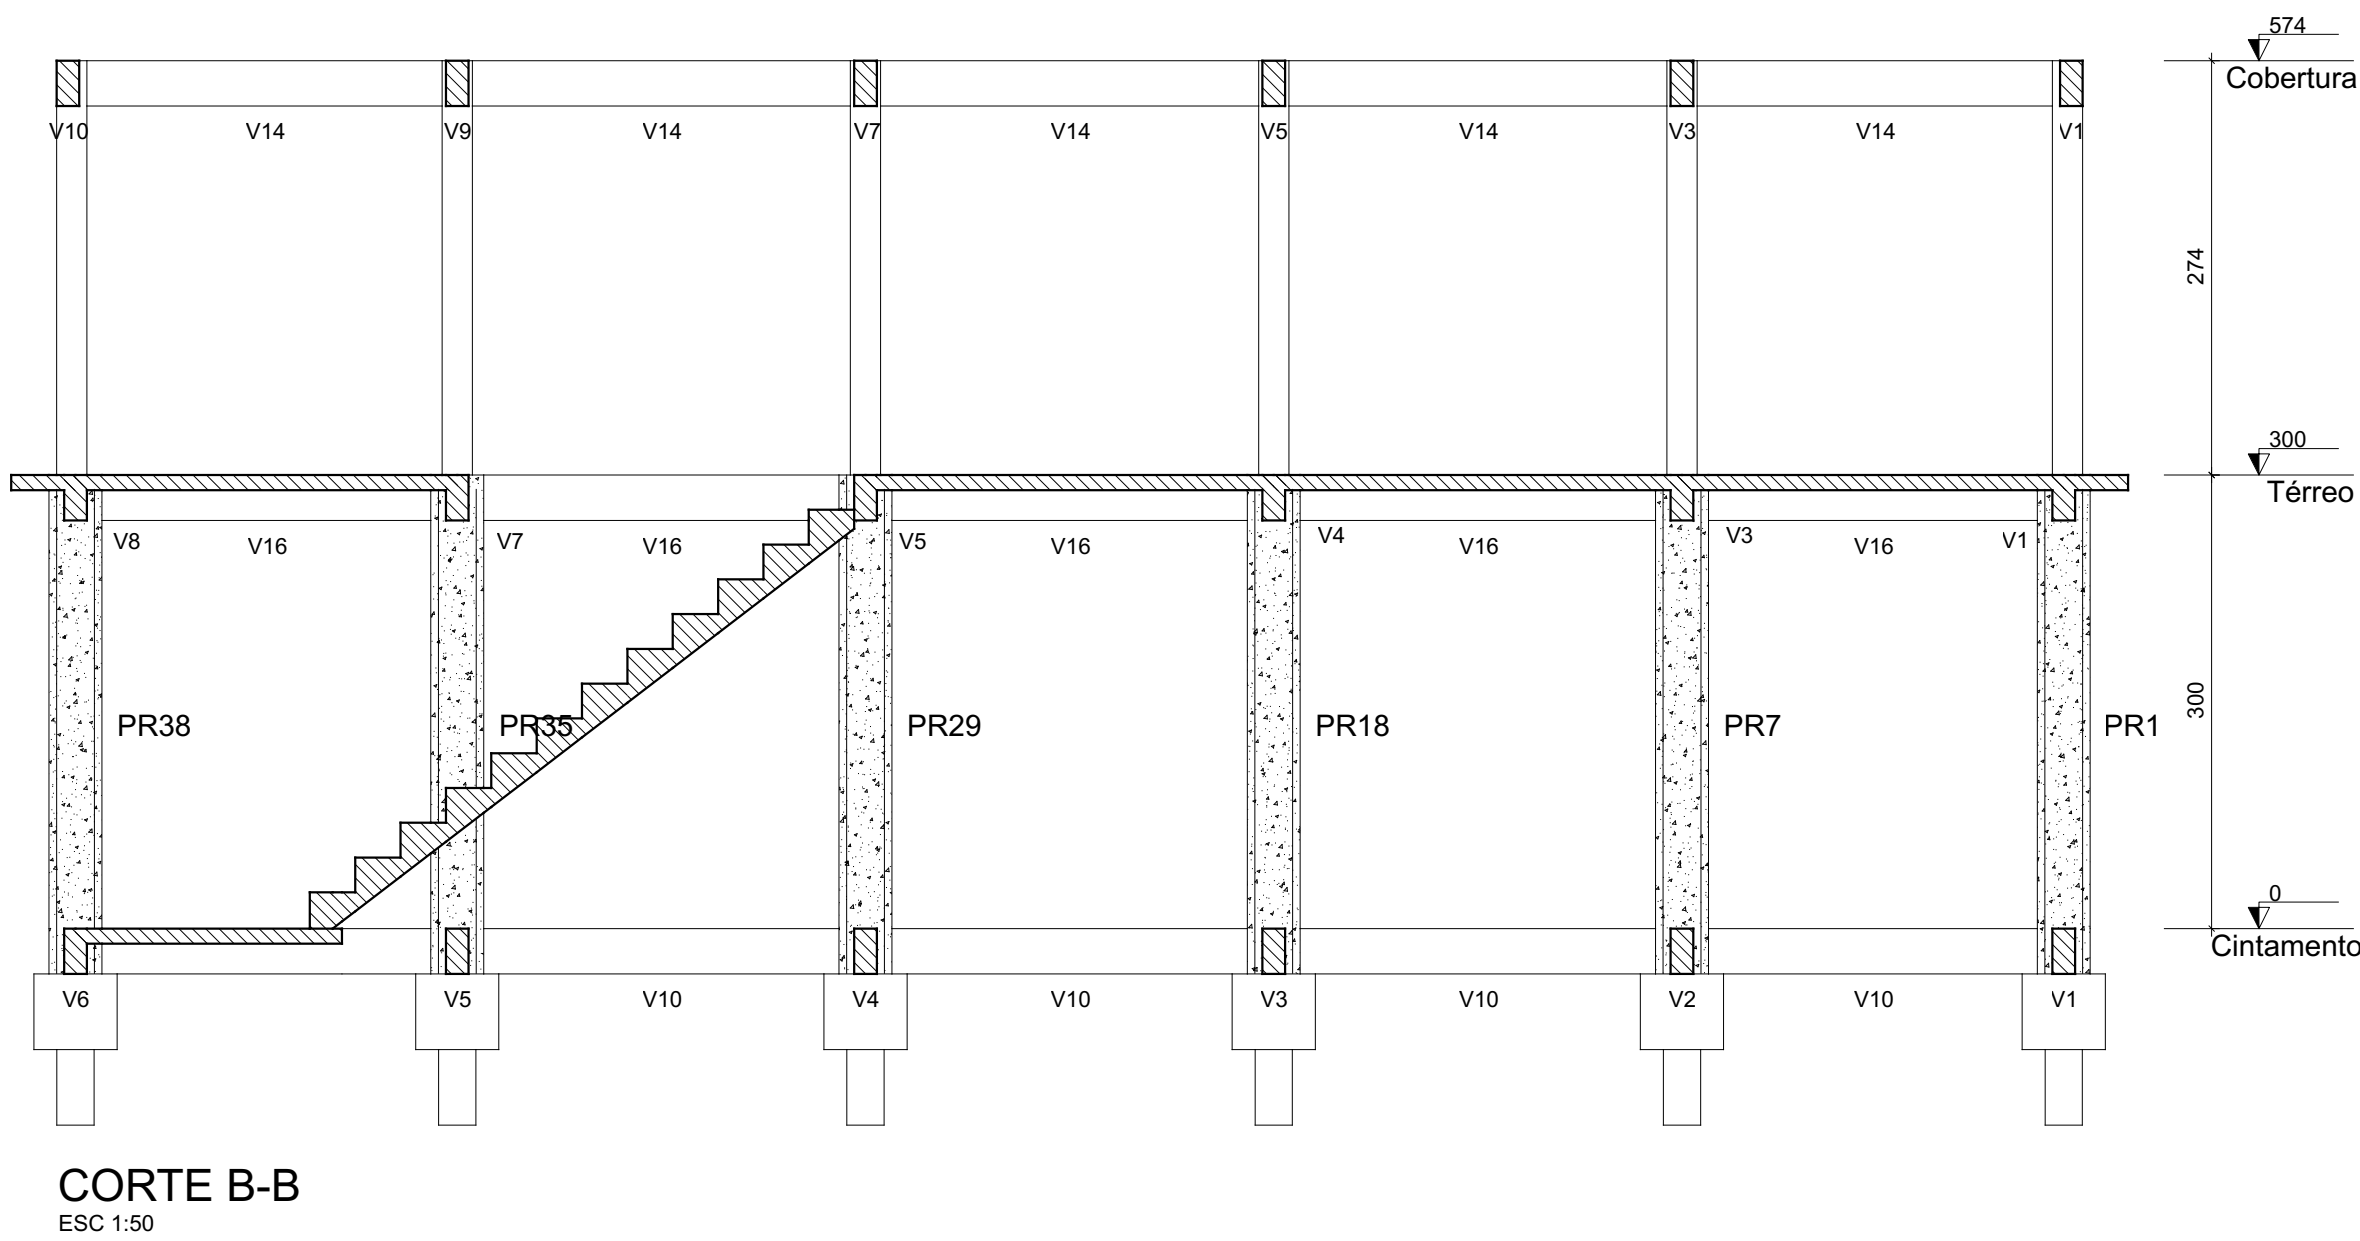 574
Cobertura
V10 V14 V9 V14 V7 V14 V5 V14 V3 V14 V1
274
300
Térreo
V8 V16 V7 V16 V5 V16 V4 V16 V3 V16 V1
300
PR38 PR35 PR29 PR18 PR7 PR1
0
Cintamento
V6 V5 V10 V4 V10 V3 V10 V2 V10 V1
CORTE B-B
ESC 1:50